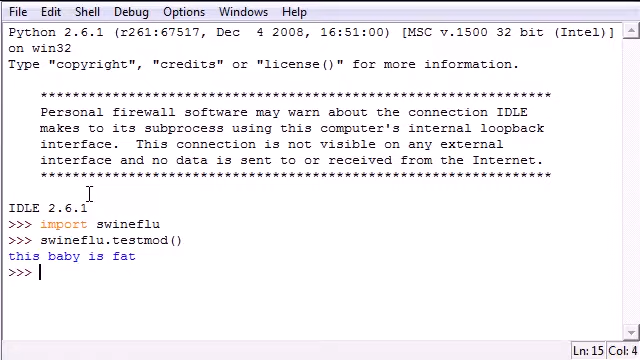 File Edit Shell Debug Options Windows Help
Python 2.6.1 (r261:67517, Dec  4 2008, 16:51:00) [MSC v.1500 32 bit (Intel)]
on win32
Type "copyright", "credits" or "license()" for more information.
****************************************************************
Personal firewall software may warn about the connection IDLE
makes to its subprocess using this computer's internal loopback
interface.  This connection is not visible on any external
interface and no data is sent to or received from the Internet.
****************************************************************
IDLE 2.6.1
>>> import swineflu
>>> swineflu.testmod()
this baby is fat
>>>
Ln: 15 Col: 4